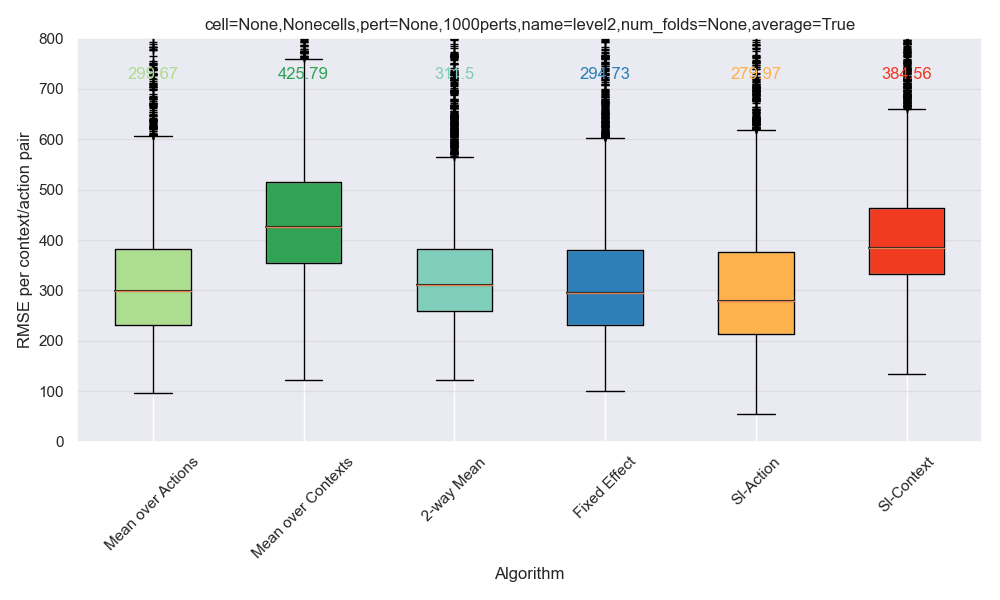 cell=None,Nonecells,pert=None,1000perts,name=level2,num_folds=None,average=True
RMSE per context/action pair
800
700
600
500
400
300
200
100
0
425.79
294.73
384.56
Mean over Actions
Mean over Contexts
2-way Mean
Fixed Effect
SI-Action
SI-Context
Algorithm